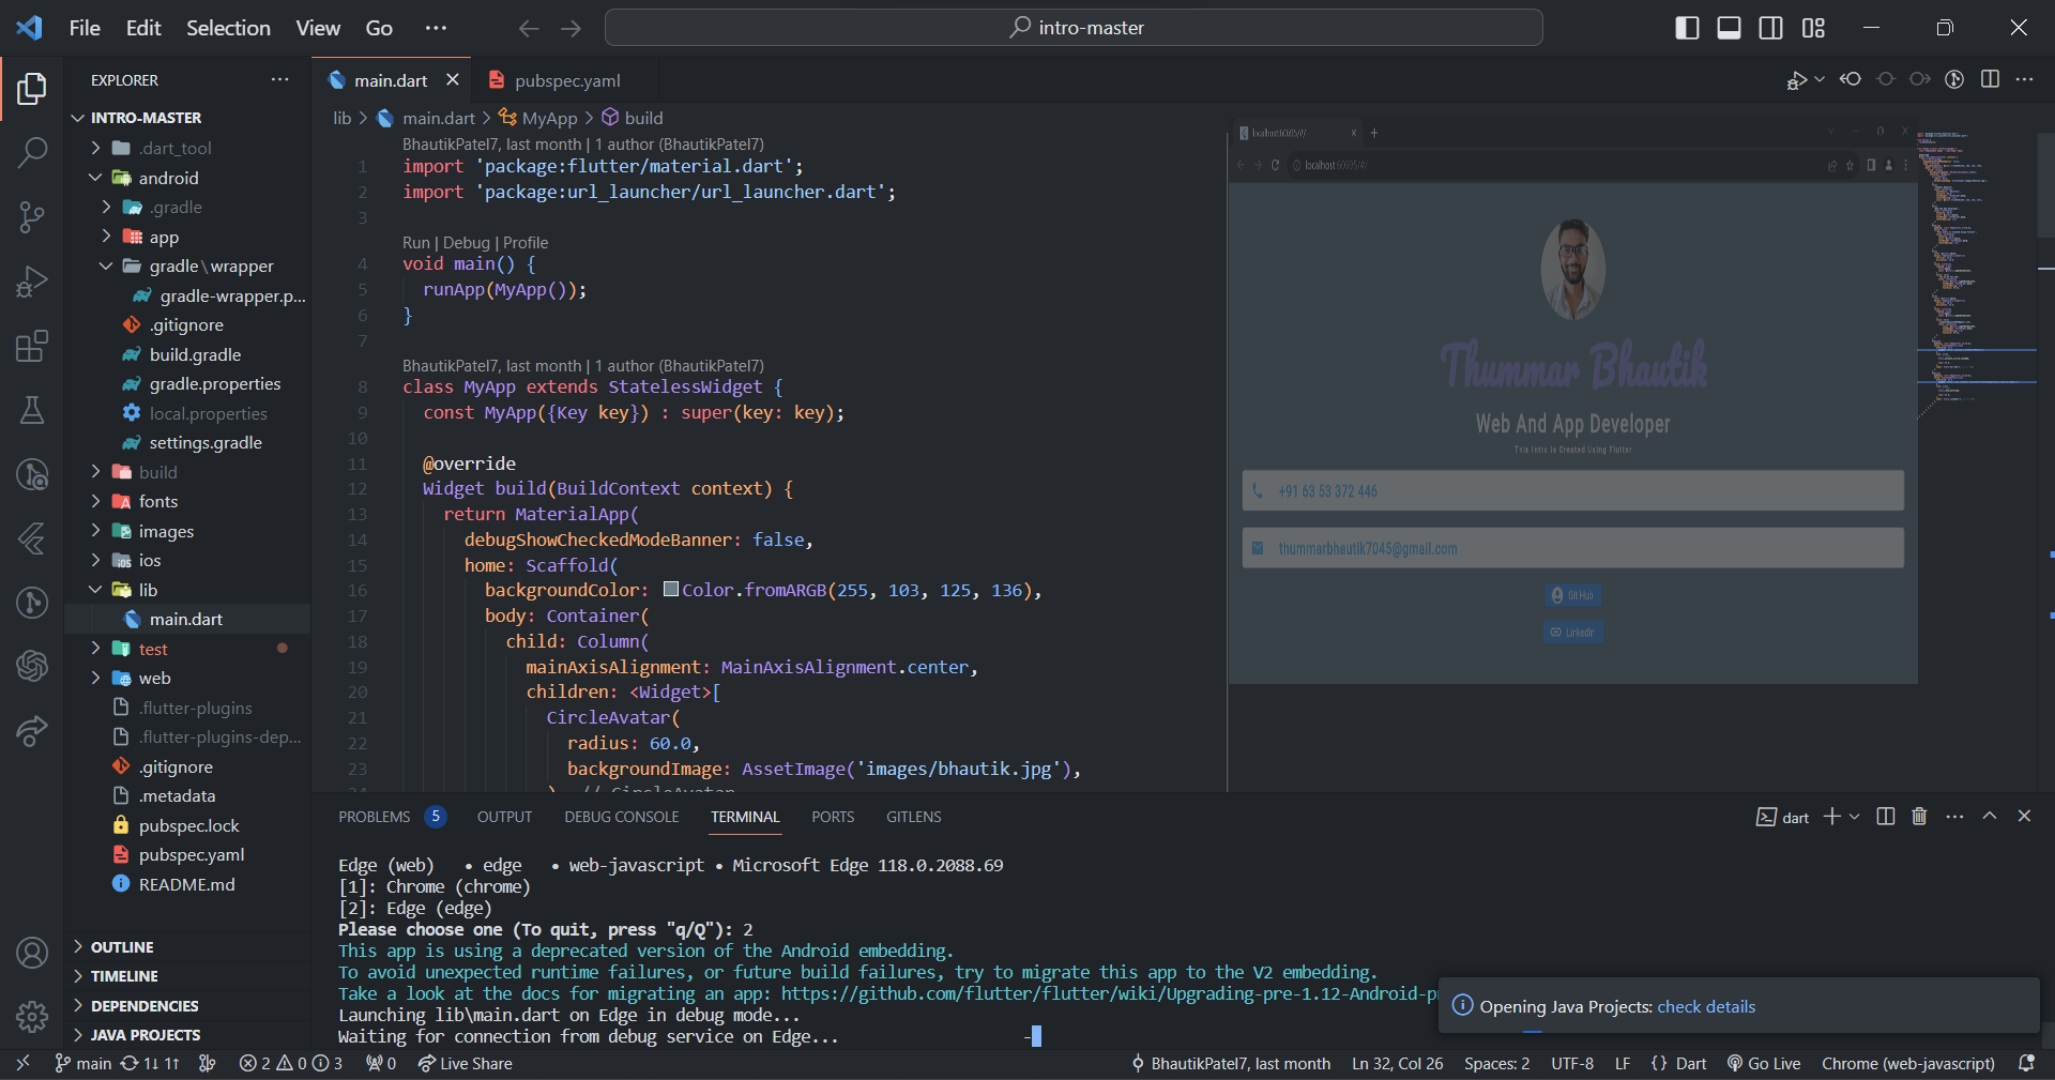 File Edit Selection View Go ···
intro-master
EXPLORER ···
main.dart
pubspec.yaml
INTRO-MASTER
.dart_tool
android
.gradle
app
gradle\wrapper
gradle-wrapper.p...
.gitignore
build.gradle
gradle.properties
local.properties
settings.gradle
build
fonts
images
ios
lib
main.dart
test
web
.flutter-plugins
.flutter-plugins-dep...
.gitignore
.metadata
pubspec.lock
pubspec.yaml
README.md
OUTLINE
TIMELINE
DEPENDENCIES
JAVA PROJECTS
lib > main.dart > MyApp > build
BhautikPatel7, last month | 1 author (BhautikPatel7)
1 import 'package:flutter/material.dart';
2 import 'package:url_launcher/url_launcher.dart';
3
Run | Debug | Profile
4 void main() {
5 runApp(MyApp());
6 }
7
BhautikPatel7, last month | 1 author (BhautikPatel7)
8 class MyApp extends StatelessWidget {
9 const MyApp({Key key}) : super(key: key);
10
11 @override
12 Widget build(BuildContext context) {
13 return MaterialApp(
14 debugShowCheckedModeBanner: false,
15 home: Scaffold(
16 backgroundColor: Color.fromARGB(255, 103, 125, 136),
17 body: Container(
18 child: Column(
19 mainAxisAlignment: MainAxisAlignment.center,
20 children: <Widget>[
21 CircleAvatar(
22 radius: 60.0,
23 backgroundImage: AssetImage('images/bhautik.jpg'),
24 ) // CircleAvatar
localhost:60695/#/
localhost:60695/#/
Thummar Bhautik
Web And App Developer
This Intro Is Created Using Flutter
+91 63 53 372 446
thummarbhautik7045@gmail.com
Git Hub
LinkedIn
PROBLEMS 5 OUTPUT DEBUG CONSOLE TERMINAL PORTS GITLENS
dart
Edge (web) • edge • web-javascript • Microsoft Edge 118.0.2088.69
[1]: Chrome (chrome)
[2]: Edge (edge)
Please choose one (To quit, press "q/Q"): 2
This app is using a deprecated version of the Android embedding.
To avoid unexpected runtime failures, or future build failures, try to migrate this app to the V2 embedding.
Take a look at the docs for migrating an app: https://github.com/flutter/flutter/wiki/Upgrading-pre-1.12-Android-p
Launching lib\main.dart on Edge in debug mode...
Waiting for connection from debug service on Edge... -
Opening Java Projects: check details
main 1↓ 1↑ 2 0 3 0 Live Share
BhautikPatel7, last month Ln 32, Col 26 Spaces: 2 UTF-8 LF {} Dart Go Live Chrome (web-javascript)